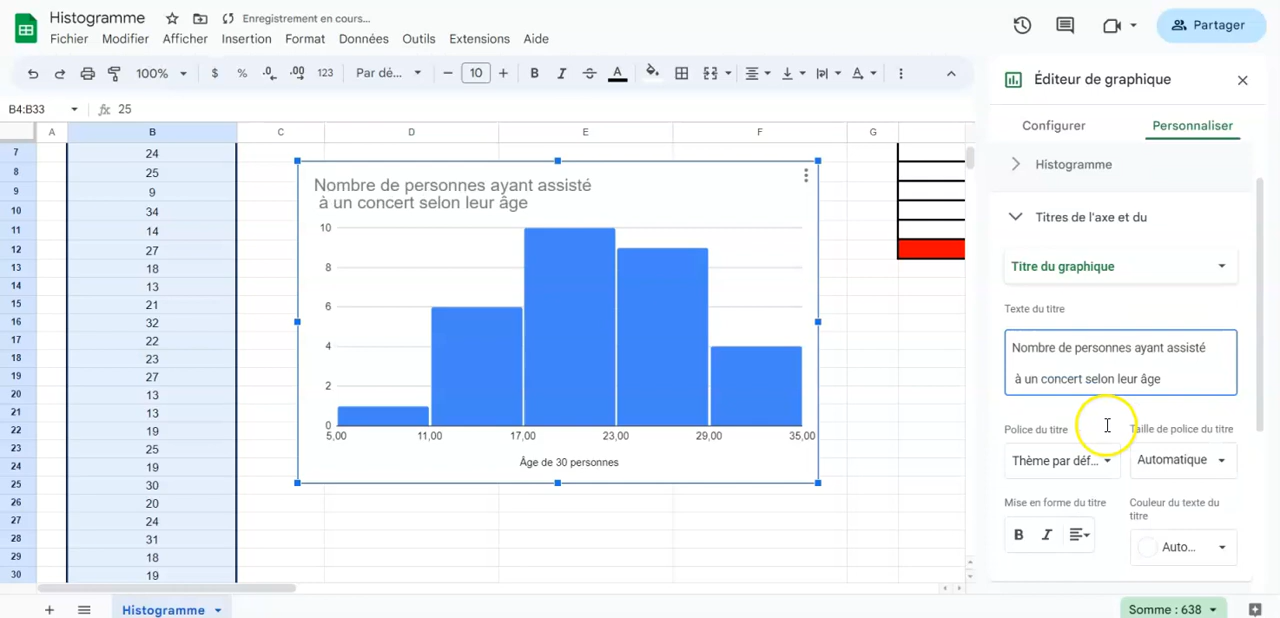 Histogramme
Enregistrement en cours...
Partager
Fichier Modifier Afficher Insertion Format Données Outils Extensions Aide
100% $ % .0 .00 123 Par dé... − 10 + B I A
B4:B33 fx 25
Éditeur de graphique
Configurer Personnaliser
A B C D E F G
7 24
8 25
9 9
10 34
11 14
12 27
13 18
14 13
15 21
16 32
17 22
18 23
19 27
20 13
21 13
22 19
23 25
24 19
25 30
26 20
27 24
28 31
29 18
30 19
Nombre de personnes ayant assisté
à un concert selon leur âge
10
8
6
4
2
0
5,00 11,00 17,00 23,00 29,00 35,00
Âge de 30 personnes
Histogramme
Titres de l'axe et du
Titre du graphique
Texte du titre
Nombre de personnes ayant assisté
à un concert selon leur âge
Police du titre Taille de police du titre
Thème par déf... Automatique
Mise en forme du titre Couleur du texte du
titre
B I Auto...
+ Histogramme Somme : 638